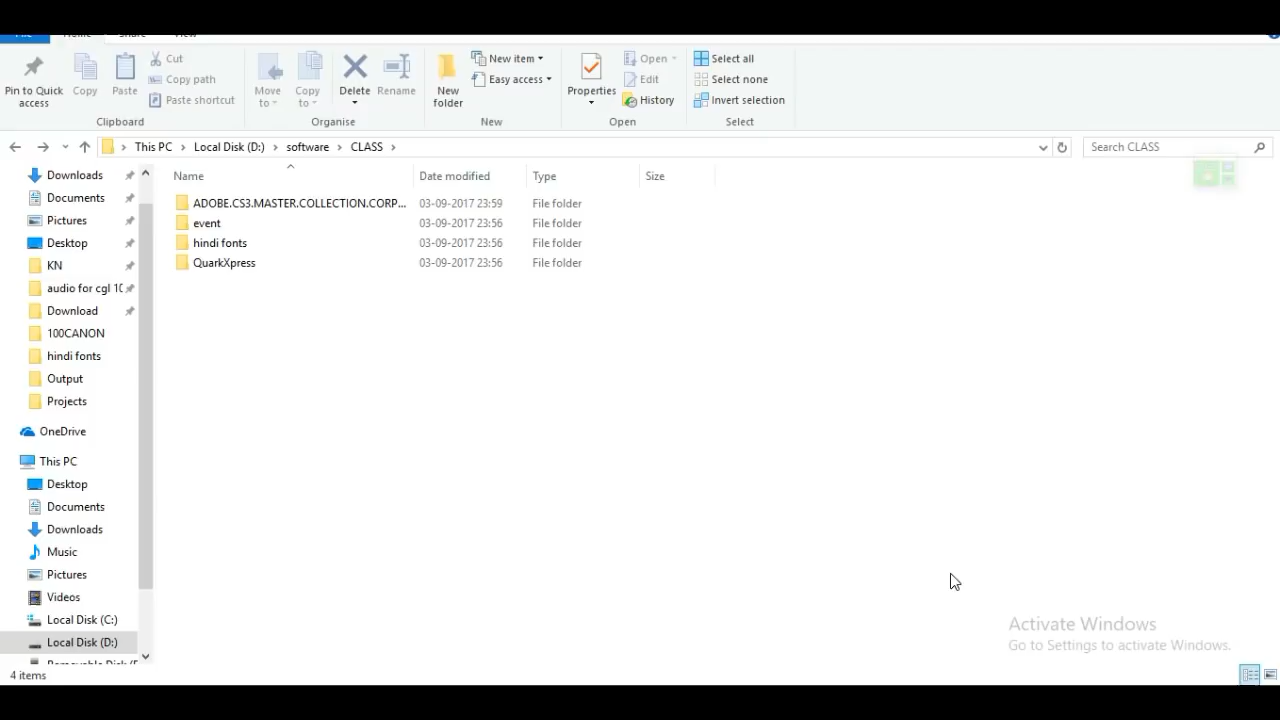 File Home Share View
Cut
Copy path
Paste shortcut
Pin to Quick access
Copy
Paste
Clipboard
Move to
Copy to
Delete
Rename
Organise
New folder
New item
Easy access
New
Properties
Open
Edit
History
Open
Select all
Select none
Invert selection
Select
This PC > Local Disk (D:) > software > CLASS >
Search CLASS
Name Date modified Type Size
ADOBE.CS3.MASTER.COLLECTION.CORP... 03-09-2017 23:59 File folder
event 03-09-2017 23:56 File folder
hindi fonts 03-09-2017 23:56 File folder
QuarkXpress 03-09-2017 23:56 File folder
Downloads
Documents
Pictures
Desktop
KN
audio for cgl 10
Download
100CANON
hindi fonts
Output
Projects
OneDrive
This PC
Desktop
Documents
Downloads
Music
Pictures
Videos
Local Disk (C:)
Local Disk (D:)
Activate Windows
Go to Settings to activate Windows.
4 items